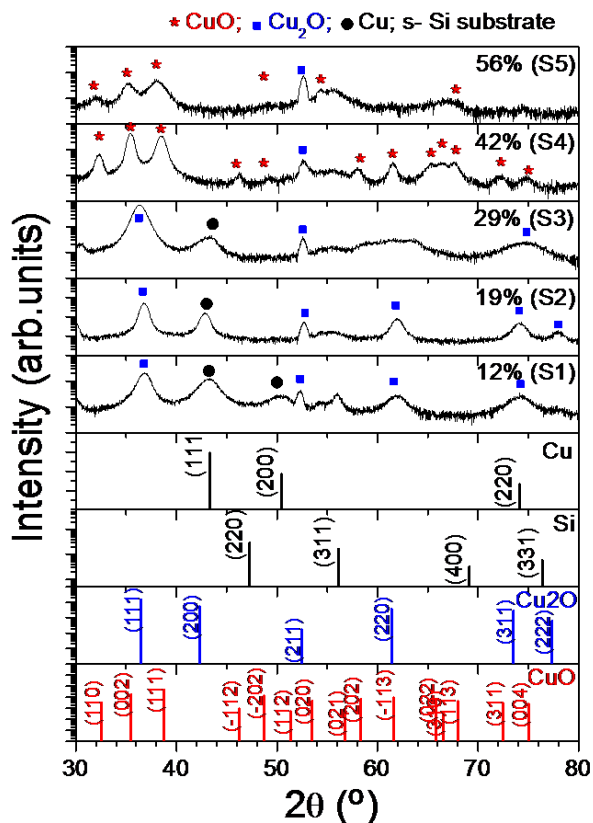 * CuO; ■ Cu₂O; ● Cu; s- Si substrate
56% (S5)
42% (S4)
29% (S3)
19% (S2)
12% (S1)
Cu
(111)
(200)
(220)
Si
(220)
(311)
(400)
(331)
Cu2O
(111)
(200)
(211)
(220)
(311)
(222)
CuO
(110)
(002)
(111)
(-112)
(-202)
(112)
(020)
(021)
(202)
(-113)
(022)
(113)
(311)
(004)
30 40 50 60 70 80
2θ (º)
Intensity (arb.units)